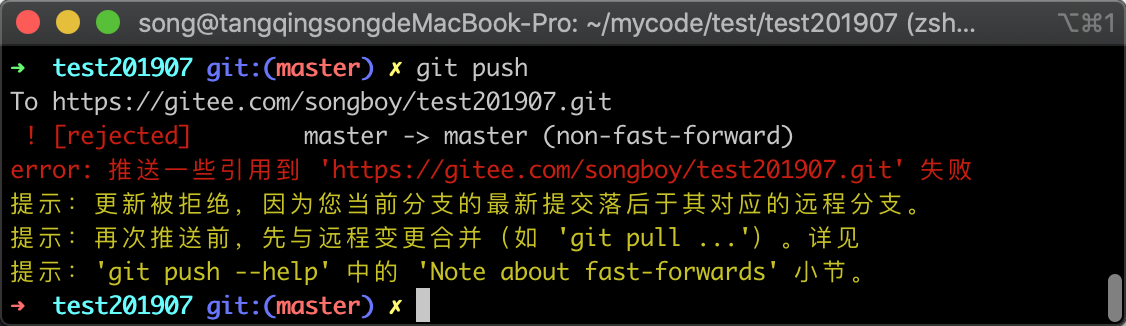 song@tangqingsongdeMacBook-Pro: ~/mycode/test/test201907 (zsh... ⌥⌘1
➜ test201907 git:(master) ✗ git push
To https://gitee.com/songboy/test201907.git
! [rejected] master -> master (non-fast-forward)
error: 推送一些引用到 'https://gitee.com/songboy/test201907.git' 失败
提示：更新被拒绝，因为您当前分支的最新提交落后于其对应的远程分支。
提示：再次推送前，先与远程变更合并（如 'git pull ...'）。详见
提示：'git push --help' 中的 'Note about fast-forwards' 小节。
➜ test201907 git:(master) ✗